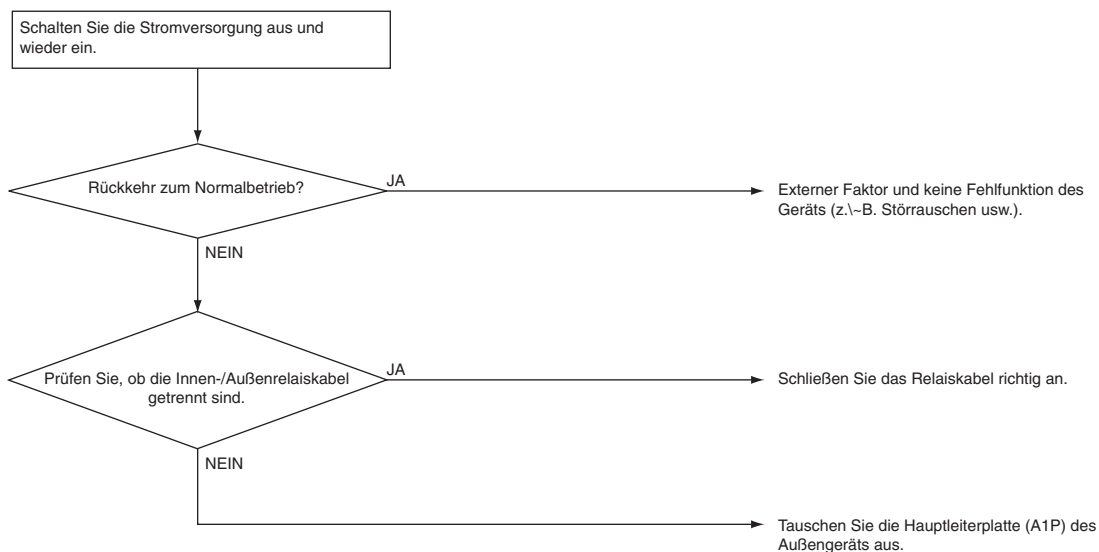 Schalten Sie die Stromversorgung aus und
wieder ein.
Rückkehr zum Normalbetrieb?
JA
Externer Faktor und keine Fehlfunktion des
Geräts (z.\~B. Störrauschen usw.).
NEIN
Prüfen Sie, ob die Innen-/Außenrelaiskabel
getrennt sind.
JA
Schließen Sie das Relaiskabel richtig an.
NEIN
Tauschen Sie die Hauptleiterplatte (A1P) des
Außengeräts aus.